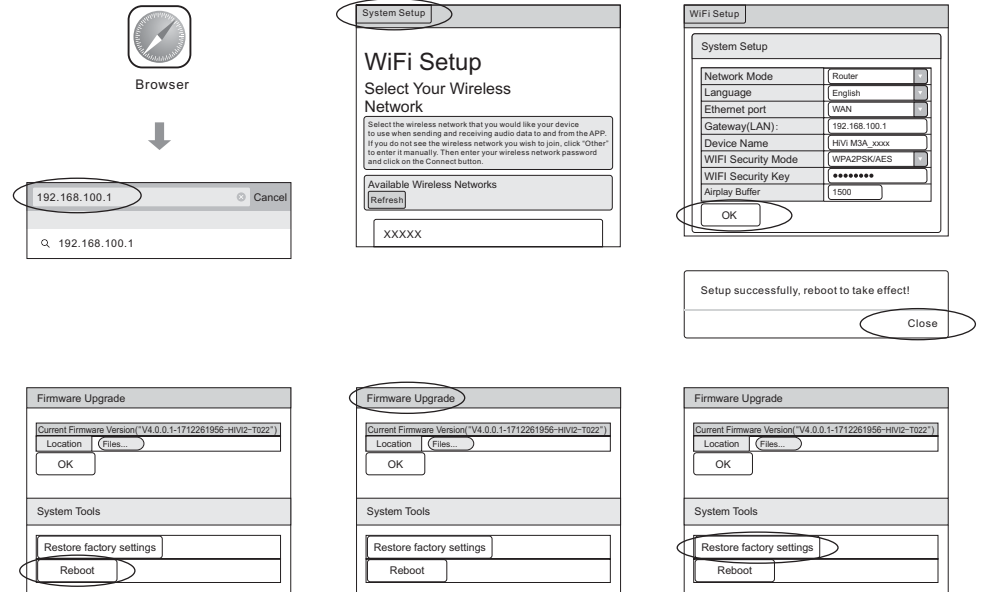 Browser
192.168.100.1
Cancel
192.168.100.1
System Setup
WiFi Setup
Select Your Wireless
Network
Select the wireless network that you would like your device
to use when sending and receiving audio data to and from the APP.
If you do not see the wireless network you wish to join, click "Other"
to enter it manually. Then enter your wireless network password
and click on the Connect button.
Available Wireless Networks
Refresh
XXXXX
WiFi Setup
System Setup
Network Mode Router
Language English
Ethernet port WAN
Gateway(LAN): 192.168.100.1
Device Name HiVi M3A_xxxx
WIFI Security Mode WPA2PSK/AES
WIFI Security Key ●●●●●●●●
Airplay Buffer 1500
OK
Setup successfully, reboot to take effect!
Close
Firmware Upgrade
Current Firmware Version("V4.0.0.1-1712261956-HIVI2-T022")
Location Files...
OK
System Tools
Restore factory settings
Reboot
Firmware Upgrade
Current Firmware Version("V4.0.0.1-1712261956-HIVI2-T022")
Location Files...
OK
System Tools
Restore factory settings
Reboot
Firmware Upgrade
Current Firmware Version("V4.0.0.1-1712261956-HIVI2-T022")
Location Files...
OK
System Tools
Restore factory settings
Reboot